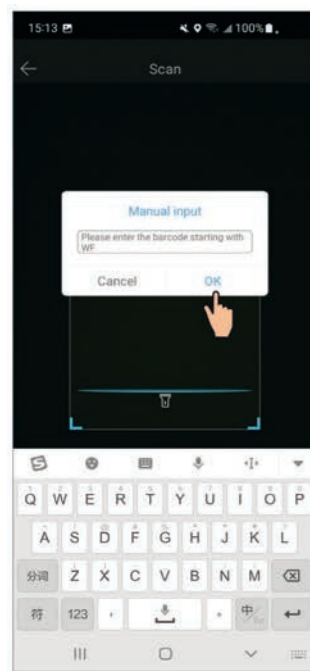 15:13
100%
Scan
Manual input
Please enter the barcode starting with
WF
Cancel
OK
Q W E R T Y U I O P
A S D F G H J K L
分词 Z X C V B N M
符 123 , 。 中/En